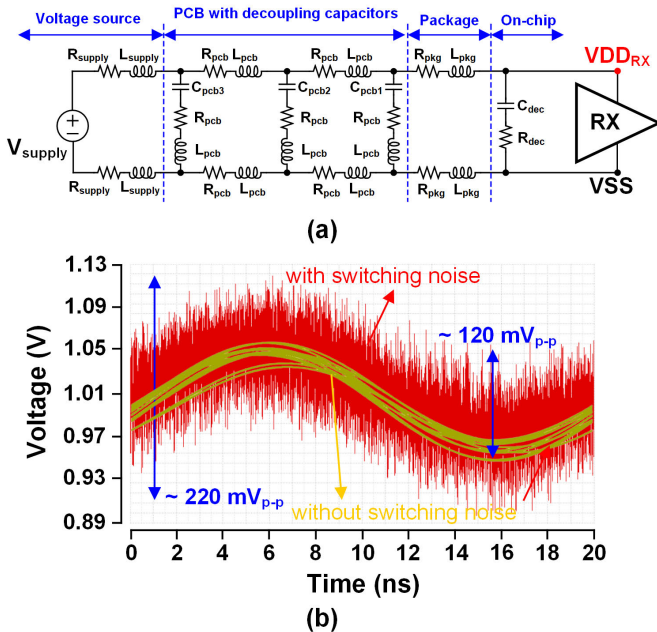 Voltage source PCB with decoupling capacitors Package On-chip
Rsupply Lsupply Rpcb Lpcb Rpcb Lpcb Rpkg Lpkg VDDRX
Cpcb3 Cpcb2 Cpcb1 Cdec
Rpcb Rpcb Rpcb Rdec RX
Vsupply
Lpcb Lpcb Lpcb
VSS
Rsupply Lsupply Rpcb Lpcb Rpcb Lpcb Rpkg Lpkg
(a)
1.13
with switching noise
1.09
~ 120 mVp-p
1.05
1.01
0.97
0.93
~ 220 mVp-p
without switching noise
0.89
Voltage (V)
0 2 4 6 8 10 12 14 16 18 20
Time (ns)
(b)